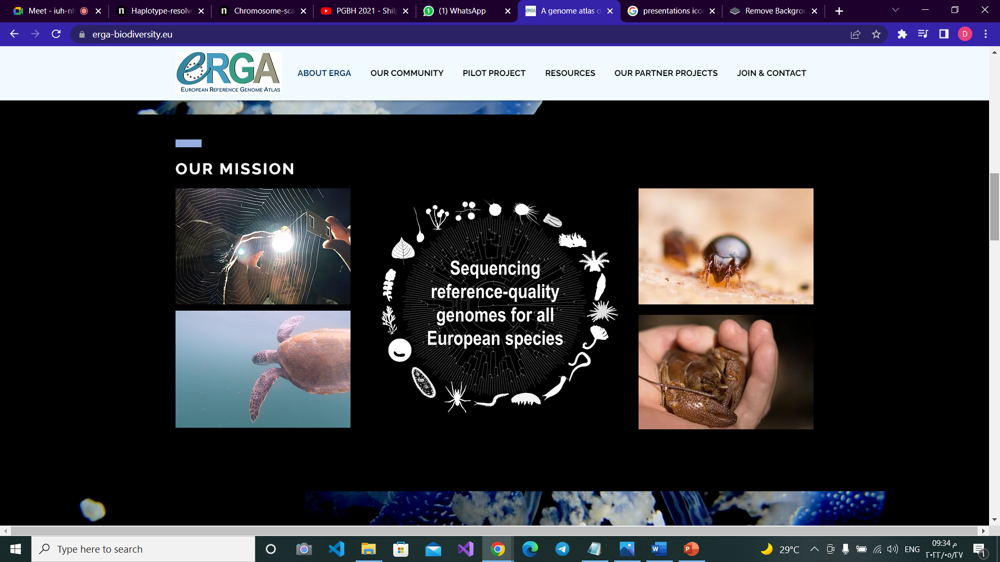 Meet - iuh-nh
Haplotype-resolve
Chromosome-sca
PGBH 2021 - Shil
(1) WhatsApp
A genome atlas o
presentations ico
Remove Backgrou
erga-biodiversity.eu
D
eRGA
EUROPEAN REFERENCE GENOME ATLAS
ABOUT ERGA
OUR COMMUNITY
PILOT PROJECT
RESOURCES
OUR PARTNER PROJECTS
JOIN & CONTACT
OUR MISSION
Sequencing
reference-quality
genomes for all
European species
Type here to search
29°C
ENG
09:34 م
٢٠٢٢/٠٥/٢٧
١